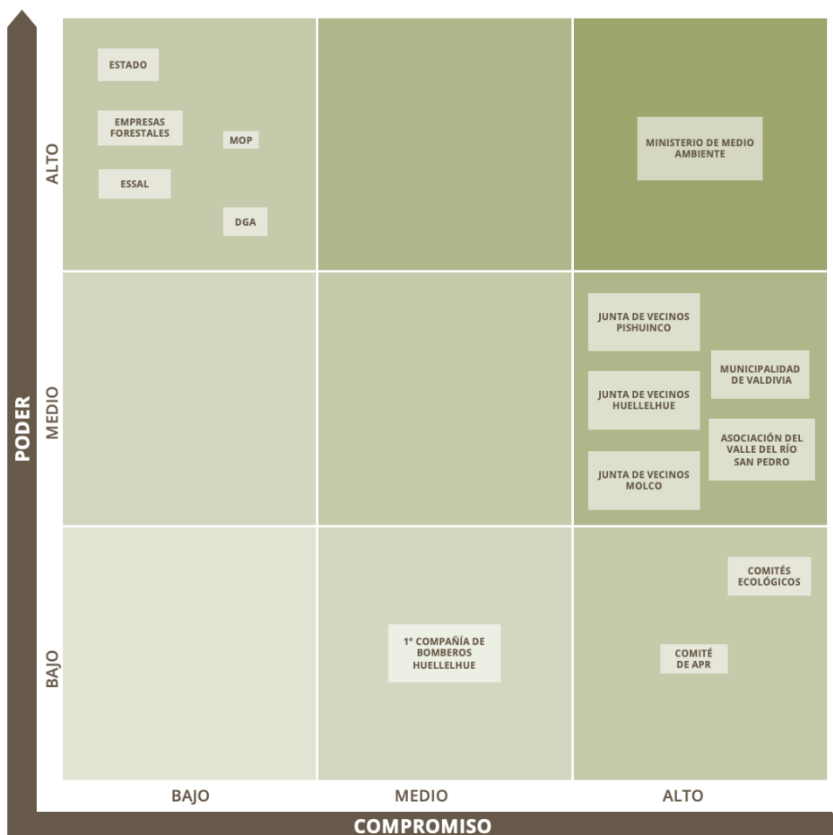 PODER
ALTO
ESTADO
EMPRESAS
FORESTALES
MOP
ESSAL
DGA
MINISTERIO DE MEDIO
AMBIENTE
MEDIO
JUNTA DE VECINOS
PISHUINCO
MUNICIPALIDAD
DE VALDIVIA
JUNTA DE VECINOS
HUELLELHUE
ASOCIACIÓN DEL
VALLE DEL RÍO
SAN PEDRO
JUNTA DE VECINOS
MOLCO
BAJO
COMITÉS
ECOLÓGICOS
1° COMPAÑÍA DE
BOMBEROS
HUELLELHUE
COMITÉ
DE APR
BAJO
MEDIO
ALTO
COMPROMISO